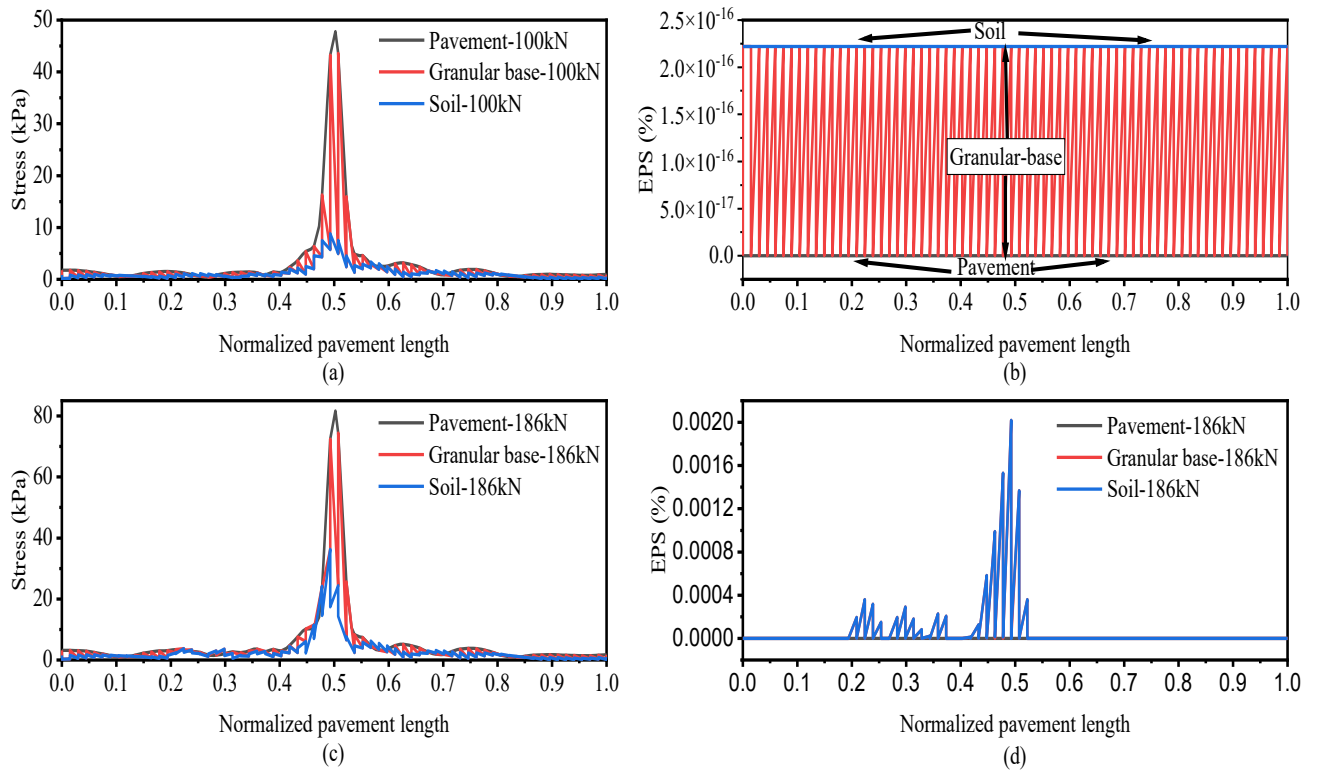 Stress (kPa)
50
40
30
20
10
0
Pavement-100kN
Granular base-100kN
Soil-100kN
0.0 0.1 0.2 0.3 0.4 0.5 0.6 0.7 0.8 0.9 1.0
Normalized pavement length
(a)
EPS (%)
2.5×10⁻¹⁶
2.0×10⁻¹⁶
1.5×10⁻¹⁶
1.0×10⁻¹⁶
5.0×10⁻¹⁷
0.0
Soil
Granular-base
Pavement
0.0 0.1 0.2 0.3 0.4 0.5 0.6 0.7 0.8 0.9 1.0
Normalized pavement length
(b)
Stress (kPa)
80
60
40
20
0
Pavement-186kN
Granular base-186kN
Soil-186kN
0.0 0.1 0.2 0.3 0.4 0.5 0.6 0.7 0.8 0.9 1.0
Normalized pavement length
(c)
EPS (%)
0.0020
0.0016
0.0012
0.0008
0.0004
0.0000
Pavement-186kN
Granular base-186kN
Soil-186kN
0.0 0.1 0.2 0.3 0.4 0.5 0.6 0.7 0.8 0.9 1.0
Normalized pavement length
(d)